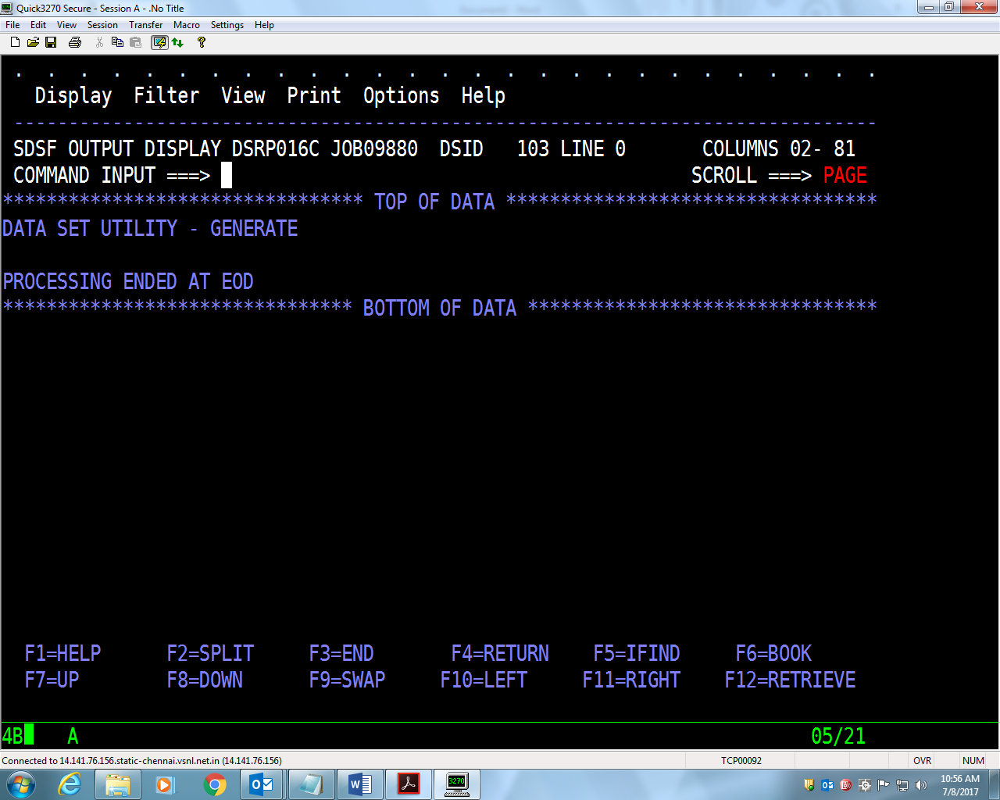 Quick3270 Secure - Session A - .No Title
File Edit View Session Transfer Macro Settings Help
. . . . . . . . . . . . . . . . . . . . . . . . . . .
Display Filter View Print Options Help
-------------------------------------------------------------------------------
SDSF OUTPUT DISPLAY DSRP016C JOB09880 DSID 103 LINE 0 COLUMNS 02- 81
COMMAND INPUT ===> SCROLL ===> PAGE
********************************* TOP OF DATA **********************************
DATA SET UTILITY - GENERATE
PROCESSING ENDED AT EOD
******************************** BOTTOM OF DATA ********************************
F1=HELP F2=SPLIT F3=END F4=RETURN F5=IFIND F6=BOOK
F7=UP F8=DOWN F9=SWAP F10=LEFT F11=RIGHT F12=RETRIEVE
4B A 05/21
Connected to 14.141.76.156.static-chennai.vsnl.net.in (14.141.76.156) TCP00092 OVR NUM
3270
10:56 AM
7/8/2017